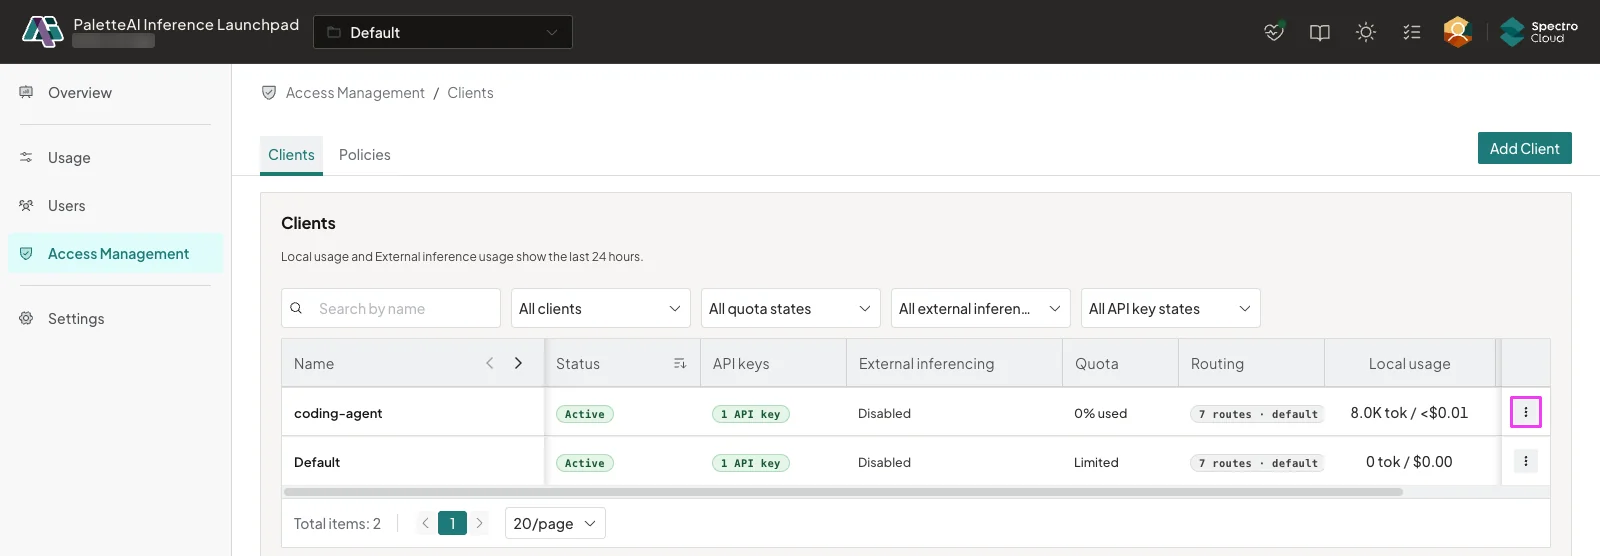 PaletteAI Inference Launchpad
Default
Spectro Cloud
Overview
Usage
Users
Access Management
Settings
Access Management / Clients
Clients
Policies
Add Client
Clients
Local usage and External inference usage show the last 24 hours.
Search by name
All clients
All quota states
All external inferen...
All API key states
Name
Status
API keys
External inferencing
Quota
Routing
Local usage
coding-agent
Active
1 API key
Disabled
0% used
7 routes · default
8.0K tok / <$0.01
Default
Active
1 API key
Disabled
Limited
7 routes · default
0 tok / $0.00
Total items: 2
1
20/page